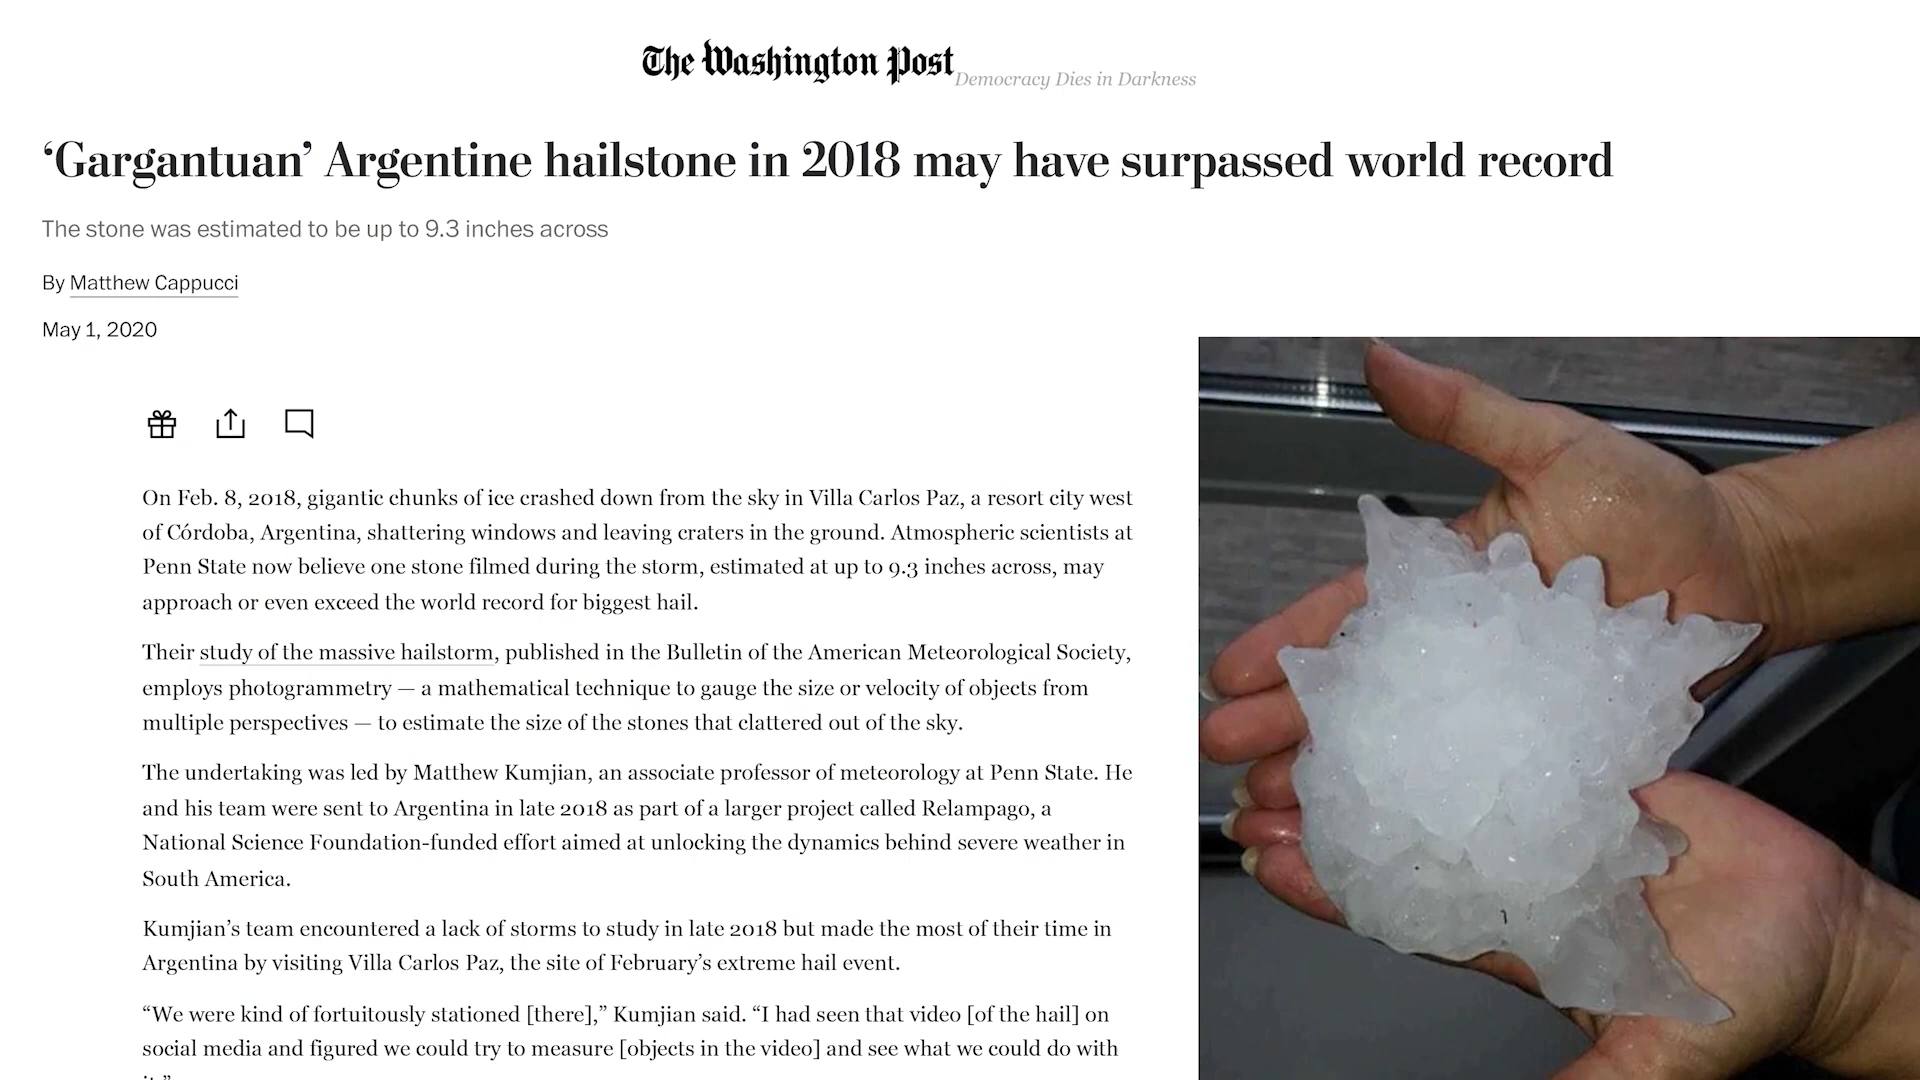 The Washington Post
Democracy Dies in Darkness
‘Gargantuan’ Argentine hailstone in 2018 may have surpassed world record
The stone was estimated to be up to 9.3 inches across
By Matthew Cappucci
May 1, 2020
On Feb. 8, 2018, gigantic chunks of ice crashed down from the sky in Villa Carlos Paz, a resort city west
of Córdoba, Argentina, shattering windows and leaving craters in the ground. Atmospheric scientists at
Penn State now believe one stone filmed during the storm, estimated at up to 9.3 inches across, may
approach or even exceed the world record for biggest hail.
Their study of the massive hailstorm, published in the Bulletin of the American Meteorological Society,
employs photogrammetry — a mathematical technique to gauge the size or velocity of objects from
multiple perspectives — to estimate the size of the stones that clattered out of the sky.
The undertaking was led by Matthew Kumjian, an associate professor of meteorology at Penn State. He
and his team were sent to Argentina in late 2018 as part of a larger project called Relampago, a
National Science Foundation-funded effort aimed at unlocking the dynamics behind severe weather in
South America.
Kumjian’s team encountered a lack of storms to study in late 2018 but made the most of their time in
Argentina by visiting Villa Carlos Paz, the site of February’s extreme hail event.
“We were kind of fortuitously stationed [there],” Kumjian said. “I had seen that video [of the hail] on
social media and figured we could try to measure [objects in the video] and see what we could do with